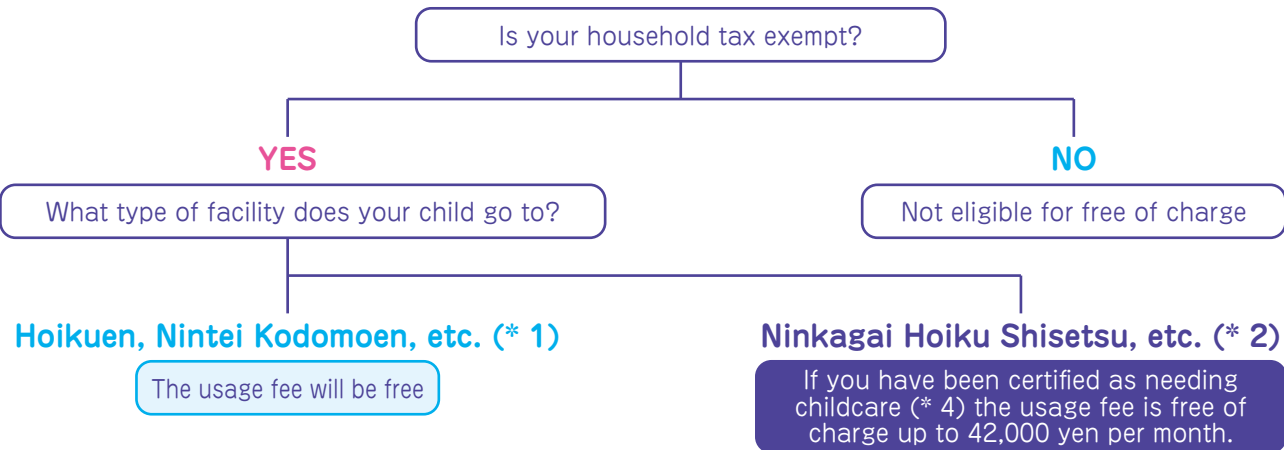 Is your household tax exempt?
YES
NO
What type of facility does your child go to?
Not eligible for free of charge
Hoikuen, Nintei Kodomoen, etc. (* 1)
Ninkagai Hoiku Shisetsu, etc. (* 2)
The usage fee will be free
If you have been certified as needing
childcare (* 4) the usage fee is free of
charge up to 42,000 yen per month.